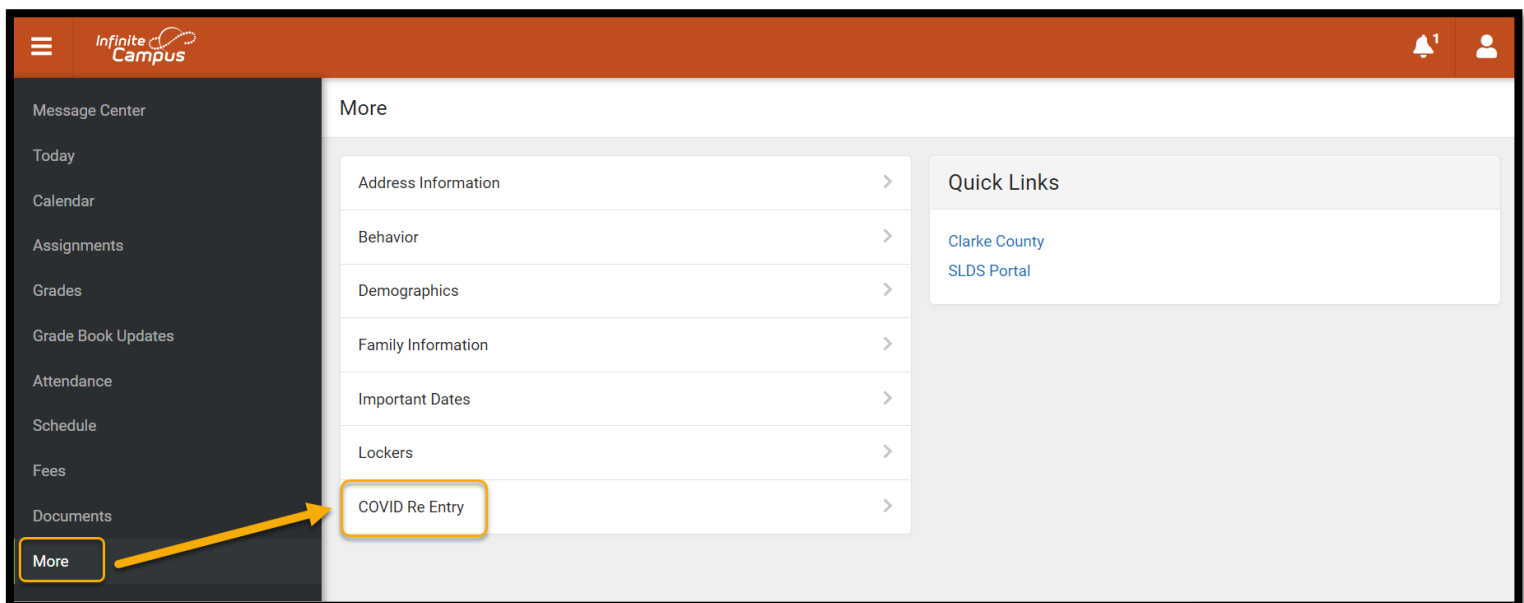 Infinite
Campus
1
Message Center
Today
Calendar
Assignments
Grades
Grade Book Updates
Attendance
Schedule
Fees
Documents
More
More
Address Information
Behavior
Demographics
Family Information
Important Dates
Lockers
COVID Re Entry
Quick Links
Clarke County
SLDS Portal